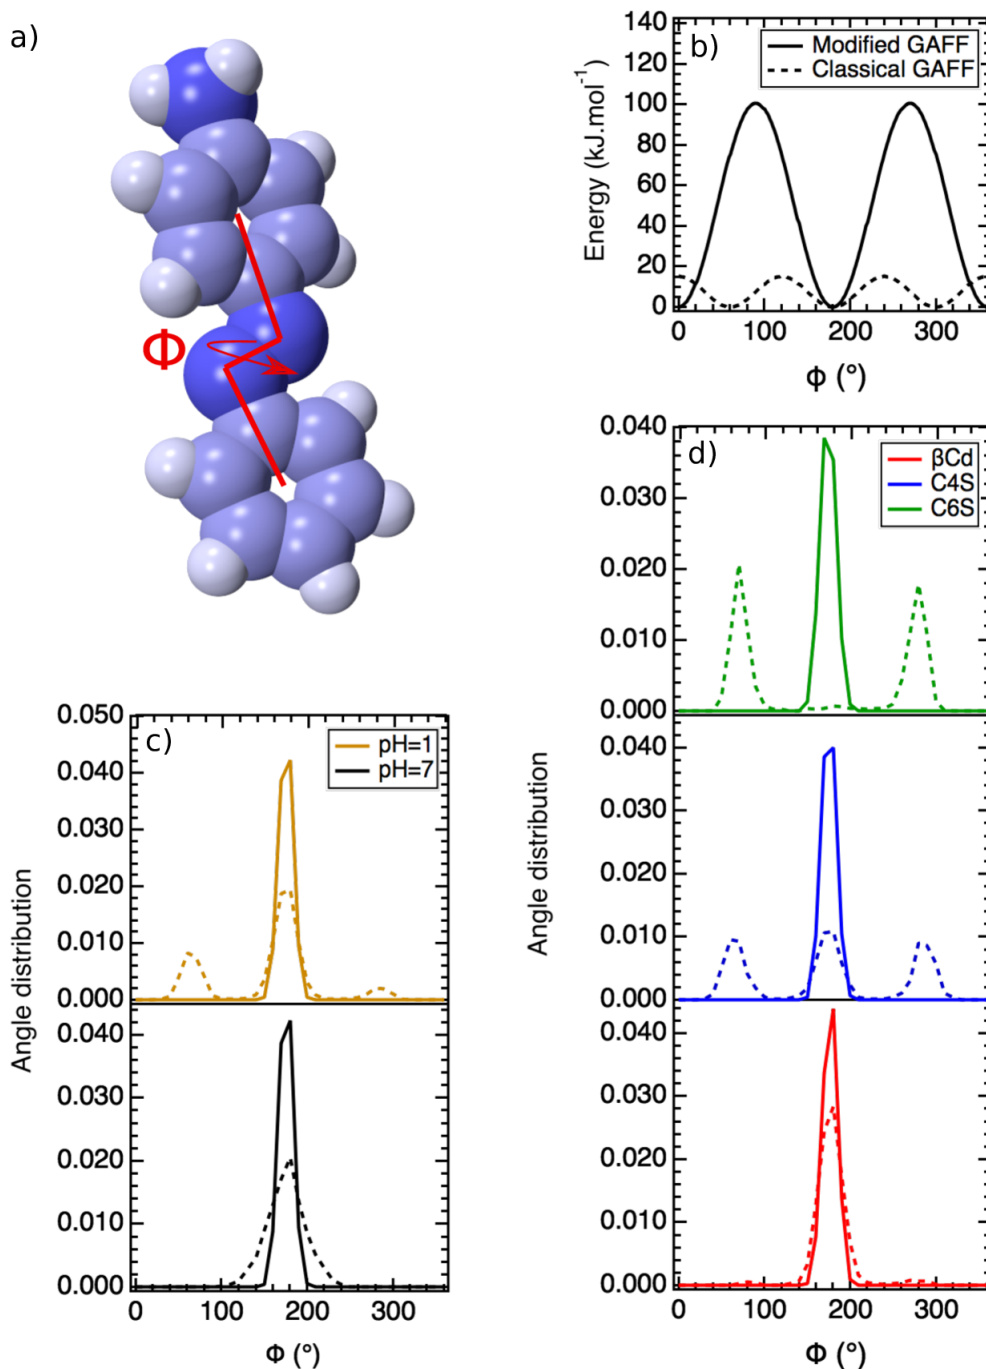 a)
Φ
b)
Modified GAFF
Classical GAFF
Energy (kJ.mol⁻¹)
140
120
100
80
60
40
20
0
0 100 200 300
Φ (°)
c)
pH=1
pH=7
Angle distribution
0.050
0.040
0.030
0.020
0.010
0.000
0.040
0.030
0.020
0.010
0.000
0 100 200 300
Φ (°)
d)
βCd
C4S
C6S
Angle distribution
0.040
0.030
0.020
0.010
0.000
0.040
0.030
0.020
0.010
0.000
0.040
0.030
0.020
0.010
0.000
0 100 200 300
Φ (°)